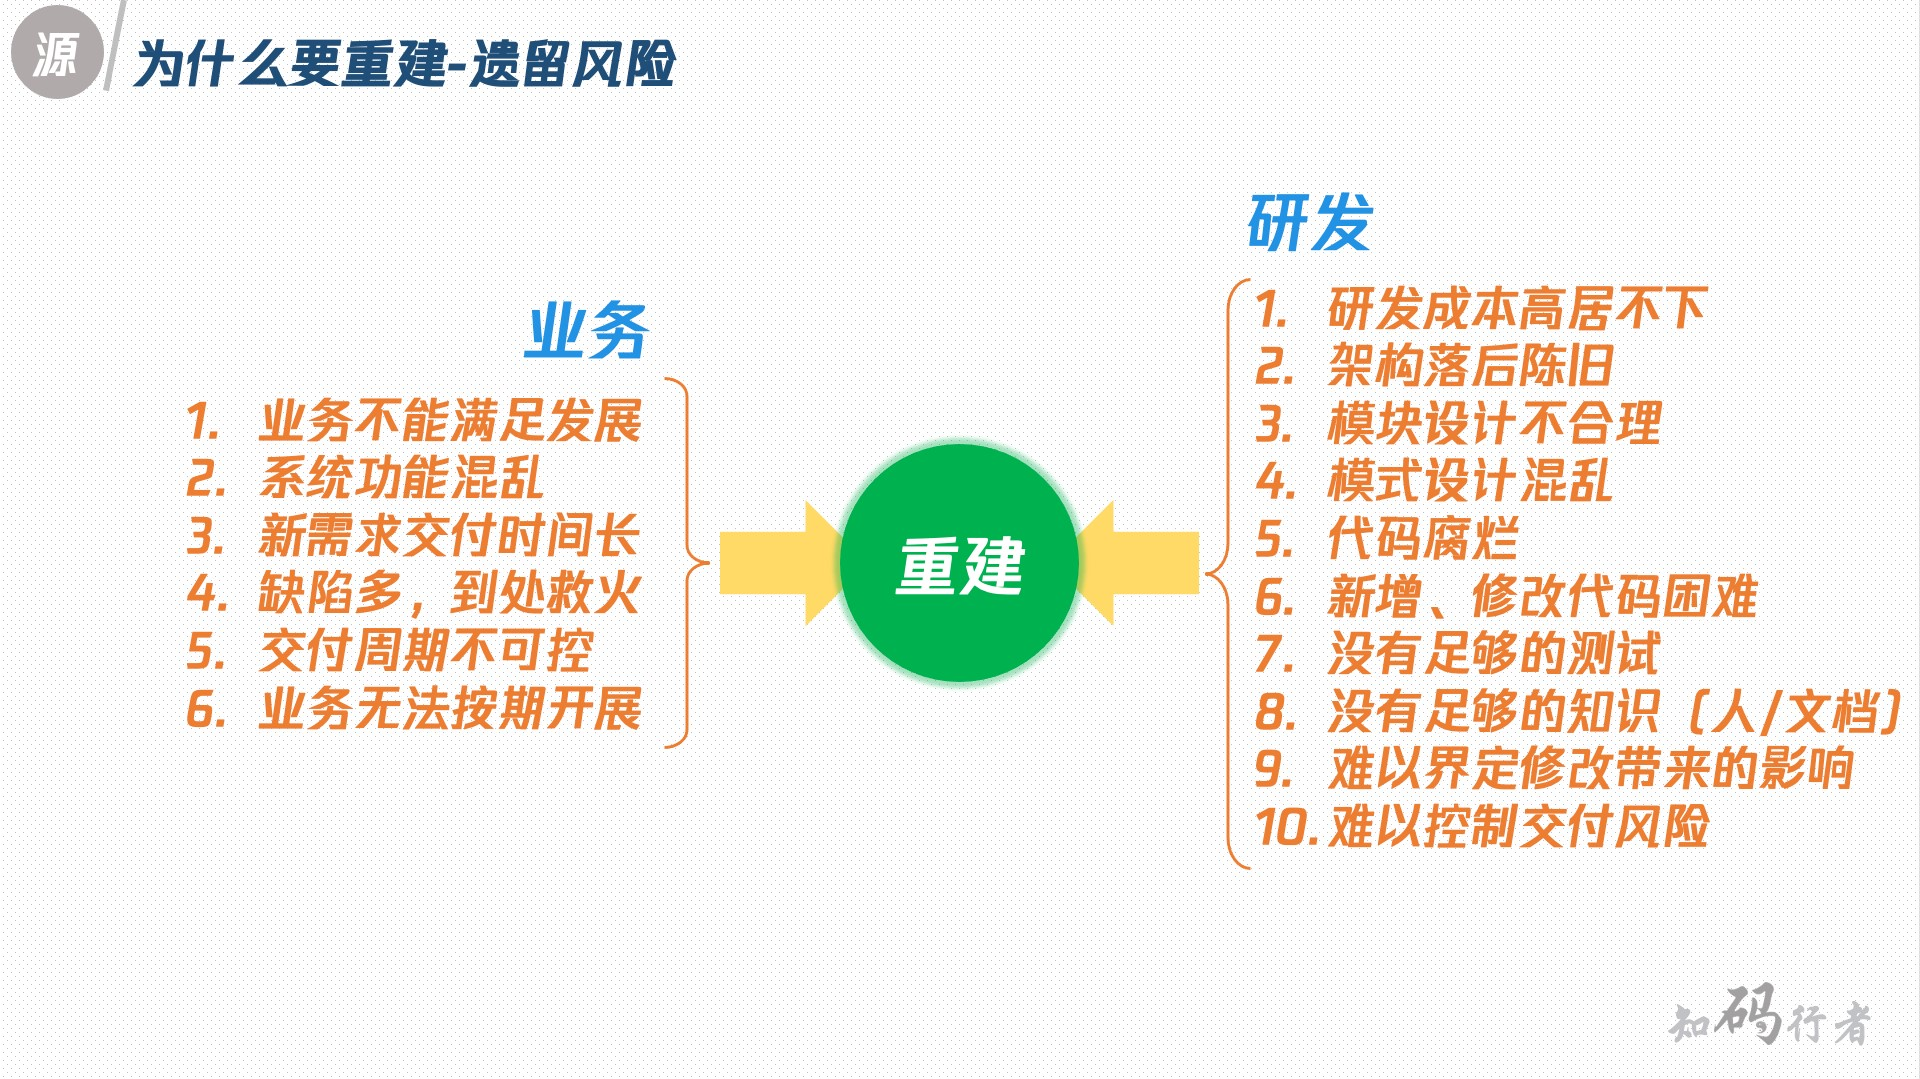 源
为什么要重建-遗留风险
业务
1. 业务不能满足发展
2. 系统功能混乱
3. 新需求交付时间长
4. 缺陷多，到处救火
5. 交付周期不可控
6. 业务无法按期开展
重建
研发
1. 研发成本高居不下
2. 架构落后陈旧
3. 模块设计不合理
4. 模式设计混乱
5. 代码腐烂
6. 新增、修改代码困难
7. 没有足够的测试
8. 没有足够的知识（人/文档）
9. 难以界定修改带来的影响
10. 难以控制交付风险
知码行者